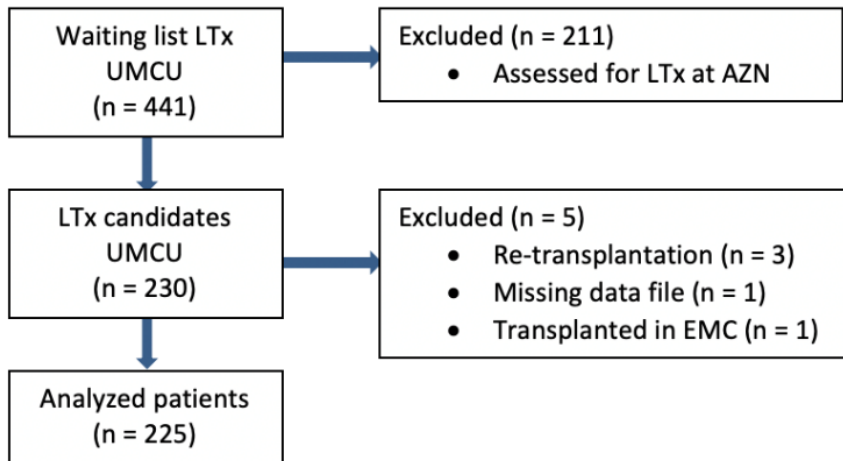 Waiting list LTx
UMCU
(n = 441)
Excluded (n = 211)
• Assessed for LTx at AZN
LTx candidates
UMCU
(n = 230)
Excluded (n = 5)
• Re-transplantation (n = 3)
• Missing data file (n = 1)
• Transplanted in EMC (n = 1)
Analyzed patients
(n = 225)